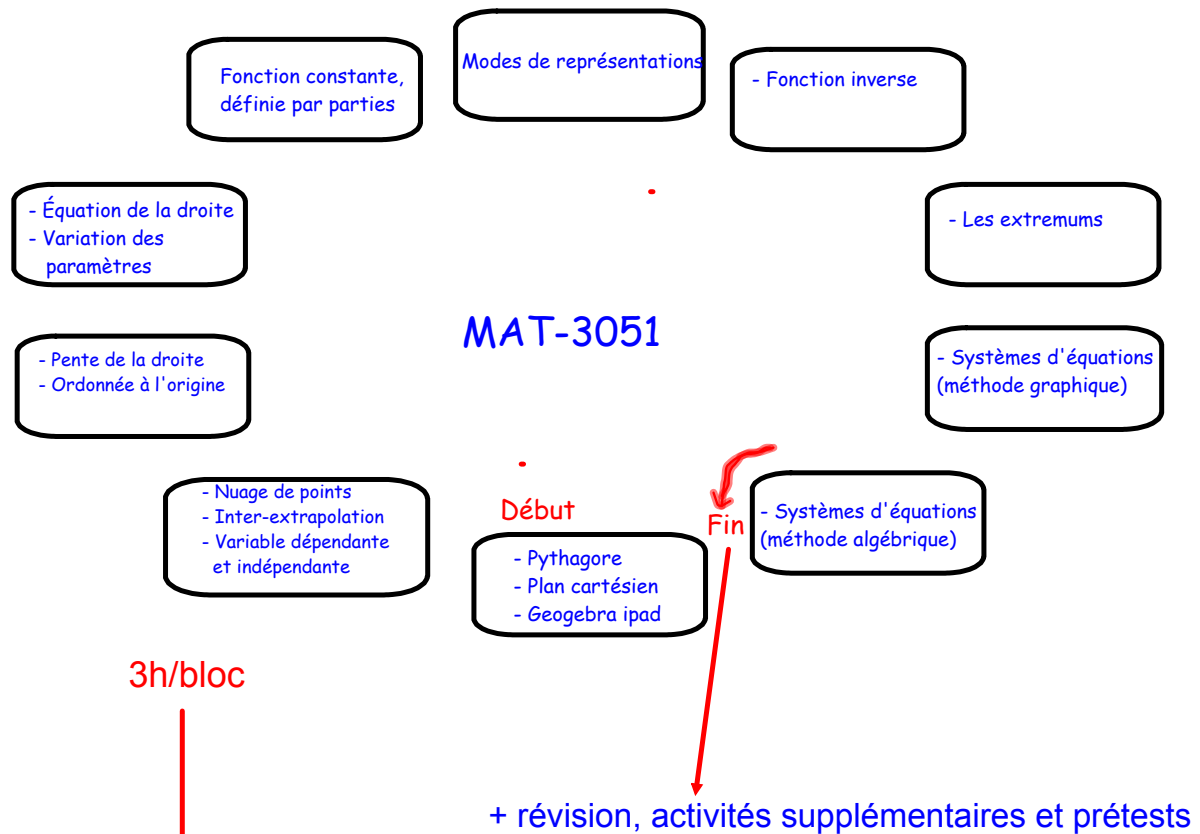 Modes de représentations
Fonction constante,
définie par parties
- Fonction inverse
- Équation de la droite
- Variation des
paramètres
- Les extremums
MAT-3051
- Pente de la droite
- Ordonnée à l'origine
- Systèmes d'équations
(méthode graphique)
- Nuage de points
- Inter-extrapolation
- Variable dépendante
et indépendante
Début
- Pythagore
- Plan cartésien
- Geogebra ipad
Fin
- Systèmes d'équations
(méthode algébrique)
3h/bloc
+ révision, activités supplémentaires et prétests